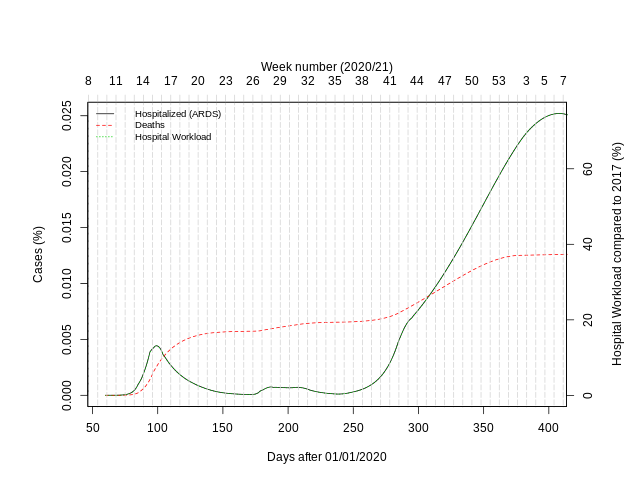 Week number (2020/21)
8 11 14 17 20 23 26 29 32 35 38 41 44 47 50 53 3 5 7
Hospitalized (ARDS)
Deaths
Hospital Workload
0.025
0.020
0.015
0.010
0.005
0.000
Cases (%)
60
40
20
0
Hospital Workload compared to 2017 (%)
50 100 150 200 250 300 350 400
Days after 01/01/2020